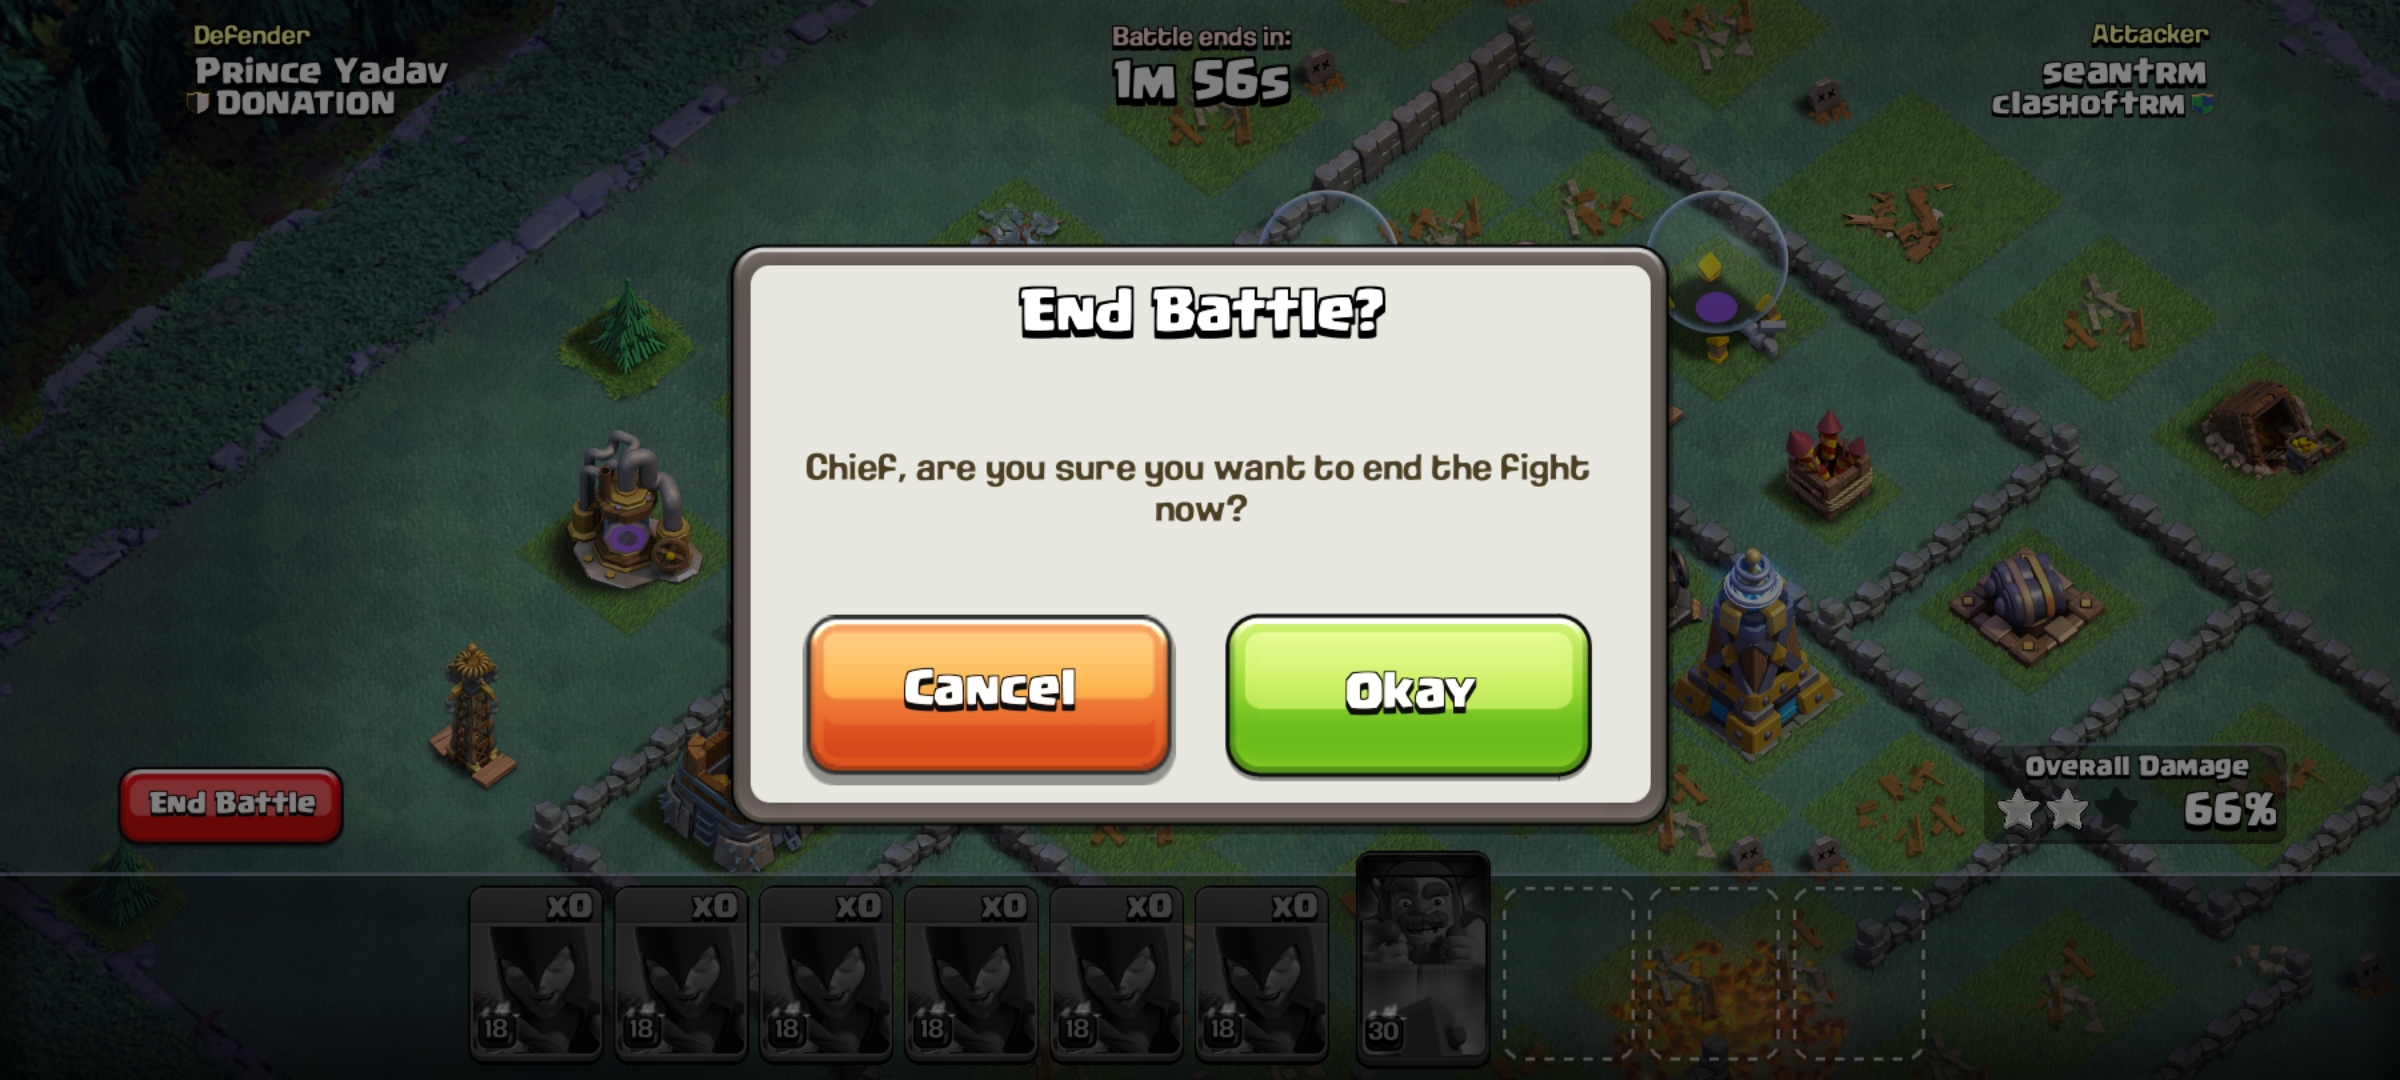 Defender
Prince Yadav
DONATION
Battle ends in:
1M 56s
Attacker
seantrm
clashoftrm
End Battle?
Chief, are you sure you want to end the fight
now?
Cancel
Okay
End Battle
Overall Damage
66%
x0 x0 x0 x0 x0 x0
18 18 18 18 18 18 30